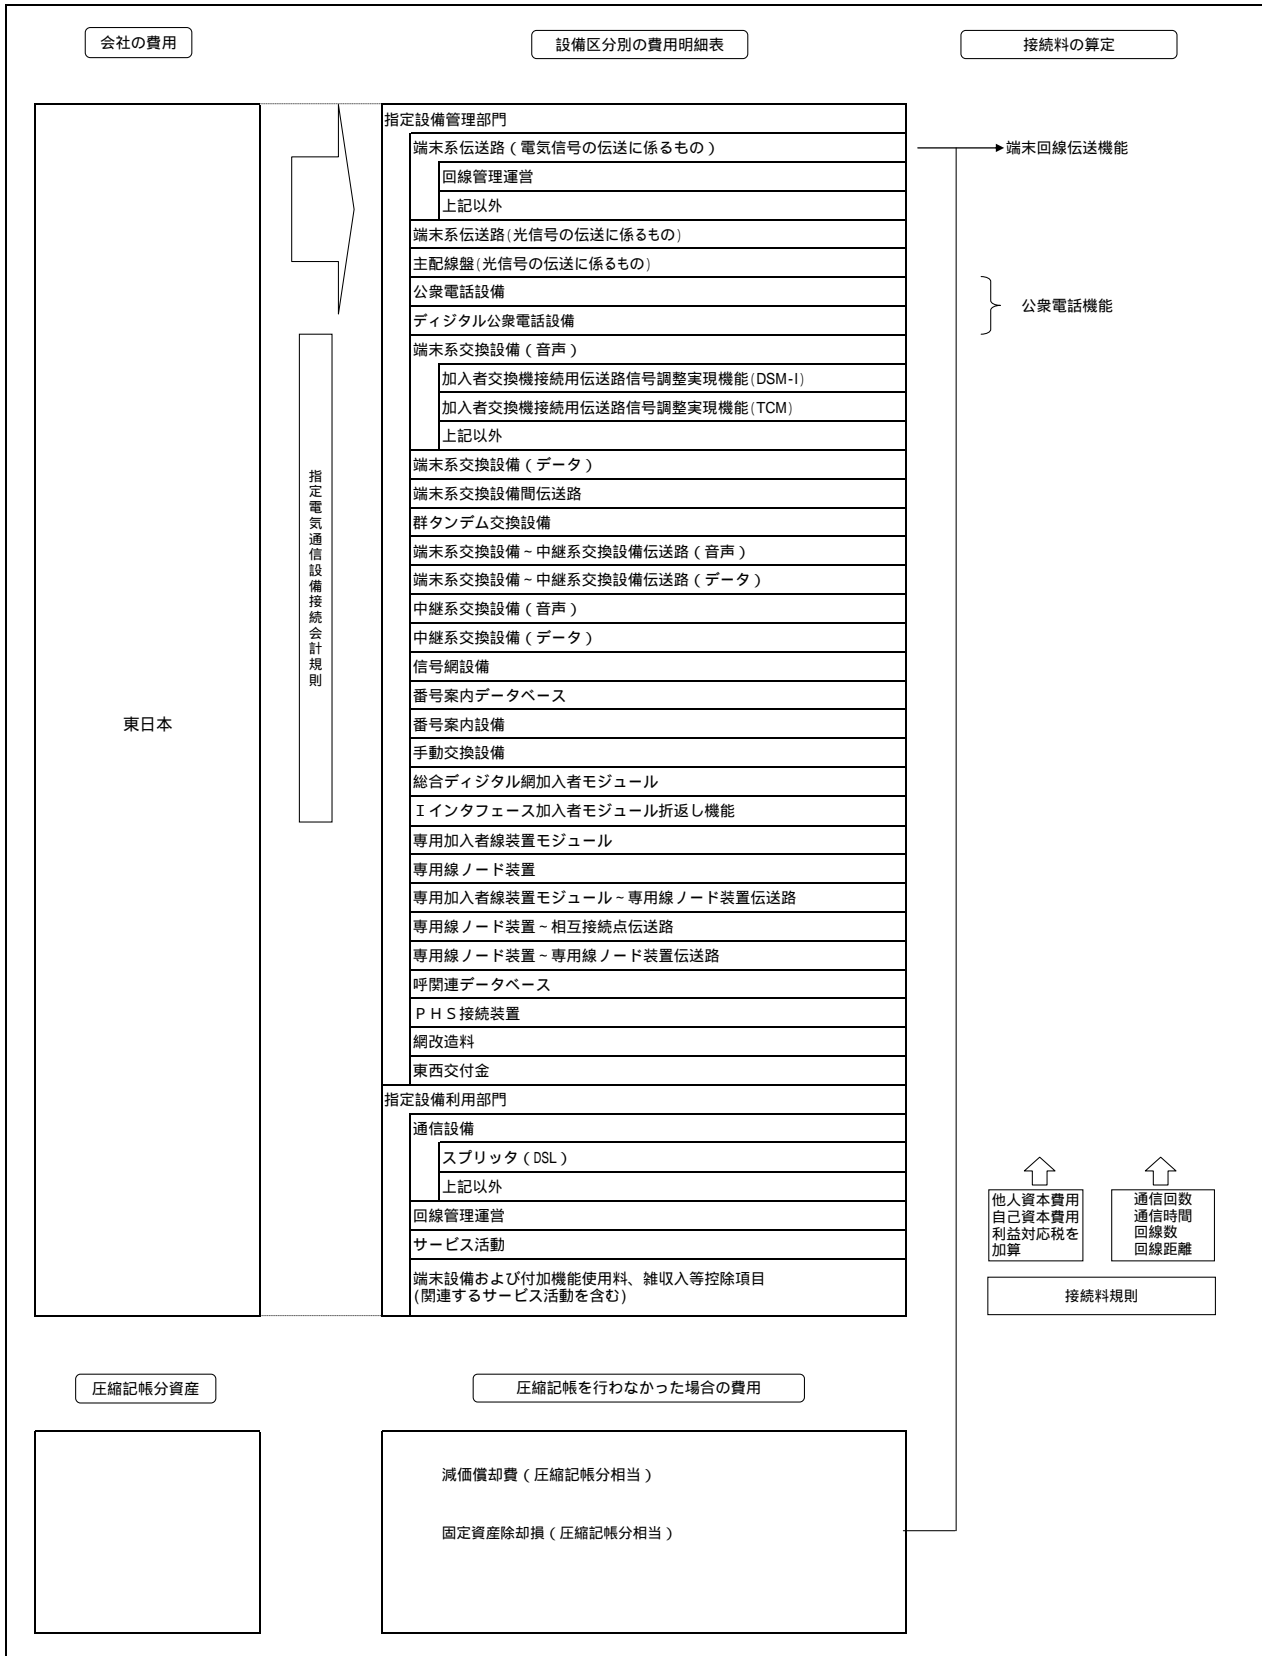 会社の費用
設備区分別の費用明細表
接続料の算定
東日本
指定電気通信設備接続会計規則
指定設備管理部門
端末系伝送路（電気信号の伝送に係るもの）
回線管理運営
上記以外
端末系伝送路(光信号の伝送に係るもの)
主配線盤(光信号の伝送に係るもの)
公衆電話設備
ディジタル公衆電話設備
端末系交換設備（音声）
加入者交換機接続用伝送路信号調整実現機能(DSM-I)
加入者交換機接続用伝送路信号調整実現機能(TCM)
上記以外
端末系交換設備（データ）
端末系交換設備間伝送路
群タンデム交換設備
端末系交換設備～中継系交換設備伝送路（音声）
端末系交換設備～中継系交換設備伝送路（データ）
中継系交換設備（音声）
中継系交換設備（データ）
信号網設備
番号案内データベース
番号案内設備
手動交換設備
総合ディジタル網加入者モジュール
Ｉインタフェース加入者モジュール折返し機能
専用加入者線装置モジュール
専用線ノード装置
専用加入者線装置モジュール～専用線ノード装置伝送路
専用線ノード装置～相互接続点伝送路
専用線ノード装置～専用線ノード装置伝送路
呼関連データベース
ＰＨＳ接続装置
網改造料
東西交付金
指定設備利用部門
通信設備
スプリッタ（DSL）
上記以外
回線管理運営
サービス活動
端末設備および付加機能使用料、雑収入等控除項目
(関連するサービス活動を含む)
端末回線伝送機能
公衆電話機能
他人資本費用
自己資本費用
利益対応税を
加算
通信回数
通信時間
回線数
回線距離
接続料規則
圧縮記帳分資産
圧縮記帳を行わなかった場合の費用
減価償却費（圧縮記帳分相当）
固定資産除却損（圧縮記帳分相当）